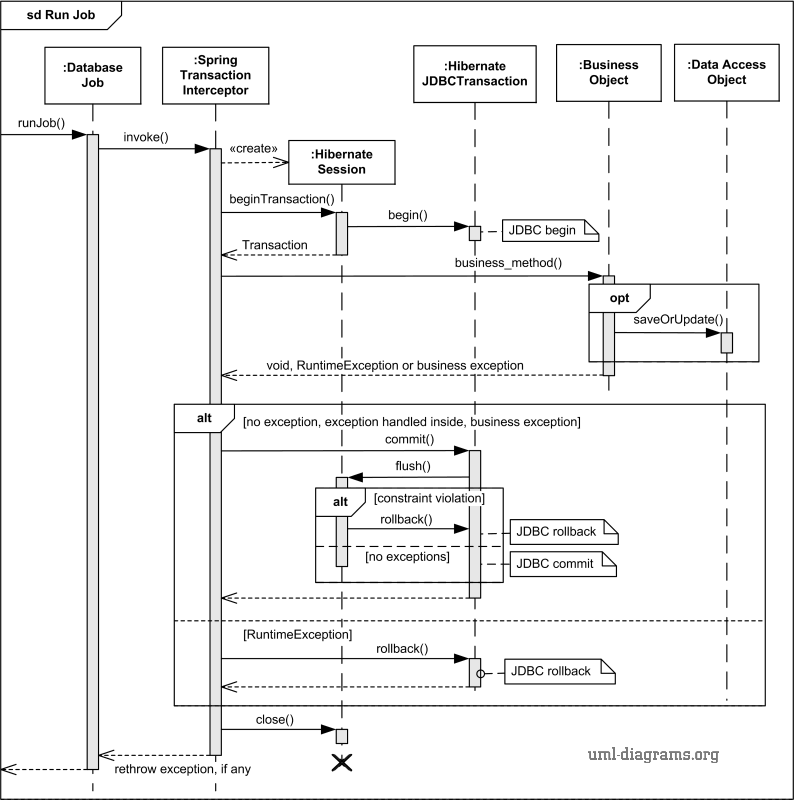 sd Run Job
:Database
Job
:Spring
Transaction
Interceptor
:Hibernate
JDBCTransaction
:Business
Object
:Data Access
Object
runJob()
invoke()
«create»
:Hibernate
Session
beginTransaction()
begin()
JDBC begin
Transaction
business_method()
opt
saveOrUpdate()
void, RuntimeException or business exception
alt
[no exception, exception handled inside, business exception]
commit()
flush()
alt
[constraint violation]
rollback()
JDBC rollback
[no exceptions]
JDBC commit
[RuntimeException]
rollback()
JDBC rollback
close()
uml-diagrams.org
rethrow exception, if any